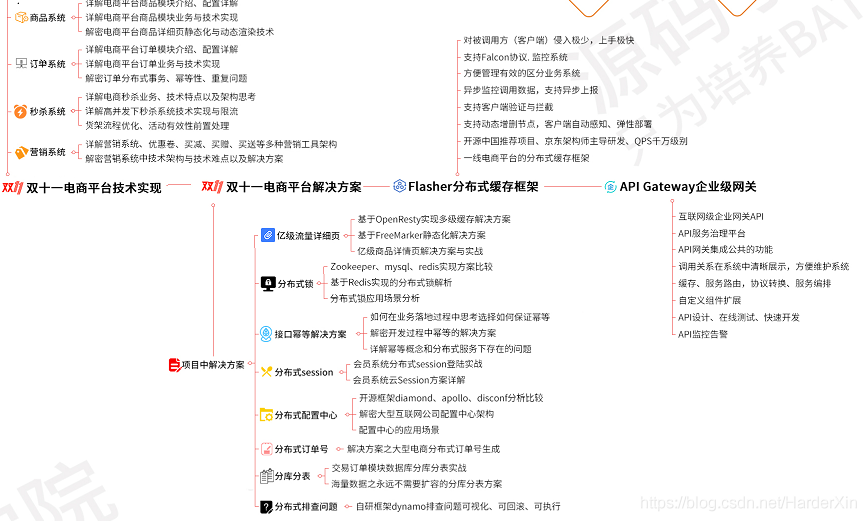 详解电商平台商品模块介绍、配置详解
商品系统
详解电商平台商品模块业务与技术实现
解密电商平台商品详细页静态化与动态渲染技术
详解电商平台订单模块介绍、配置详解
订单系统
详解电商平台订单业务与技术实现
解密订单分布式事务、幂等性、重复问题
详解电商秒杀业务、技术特点以及架构思考
秒杀系统
详解高并发下秒杀系统技术实现与限流
货架流程优化、活动有效性前置处理
详解营销系统、优惠卷、买减、买赠、买送等多种营销工具架构
营销系统
解密营销系统中技术架构与技术难点以及解决方案
对被调用方（客户端）侵入极少，上手极快
支持Falcon协议. 监控系统
方便管理有效的区分业务系统
异步监控调用数据，支持异步上报
支持客户端验证与拦截
支持动态增删节点，客户端自动感知、弹性部署
开源中国推荐项目、京东架构师主导研发、QPS千万级别
一线电商平台的分布式缓存框架
双11 双十一电商平台技术实现
双11 双十一电商平台解决方案
Flasher分布式缓存框架
API Gateway企业级网关
互联网级企业网关API
API服务治理平台
API网关集成公共的功能
调用关系在系统中清晰展示，方便维护系统
缓存、服务路由，协议转换、服务编排
自定义组件扩展
API设计、在线测试、快速开发
API监控告警
项目中解决方案
基于OpenResty实现多级缓存解决方案
亿级流量详细页
基于FreeMarker静态化解决方案
亿级商品详情页解决方案与实战
Zookeeper、mysql、redis实现方案比较
分布式锁
基于Redis实现的分布式锁解析
分布式锁应用场景分析
如何在业务落地过程中思考选择如何保证幂等
接口幂等解决方案
解密开发过程中幂等的解决方案
详解幂等概念和分布式服务下存在的问题
会员系统分布式session登陆实战
分布式session
会员系统云Session方案详解
开源框架diamond、apollo、disconf分析比较
分布式配置中心
解密大型互联网公司配置中心架构
配置中心的应用场景
分布式订单号
解决方案之大型电商分布式订单号生成
交易订单模块数据库分库分表实战
分库分表
海量数据之永远不需要扩容的分库分表方案
分布式排查问题
自研框架dynamo排查问题可视化、可回滚、可执行
源码
为培养BAT
学院
https://blog.csdn.net/HarderXin